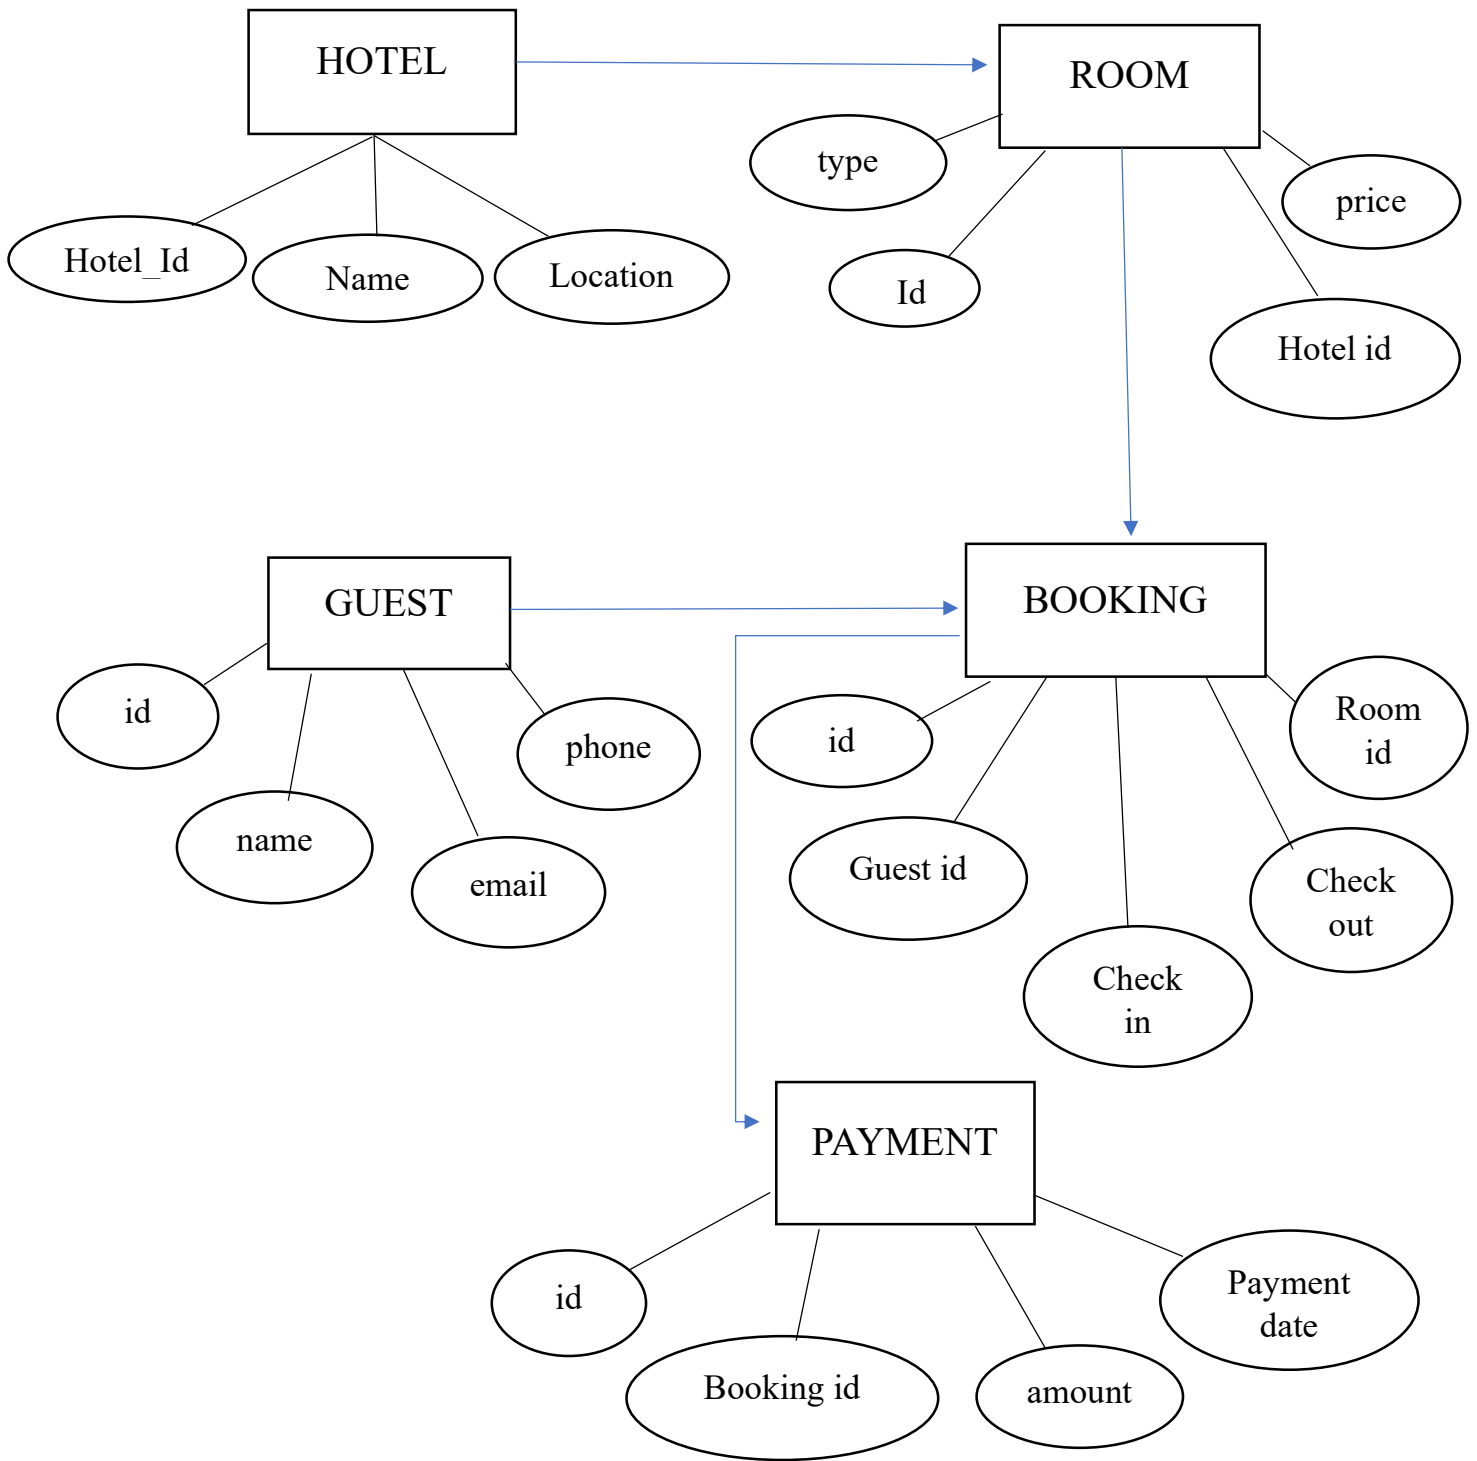 HOTEL
ROOM
type
price
Hotel_Id
Name
Location
Id
Hotel id
GUEST
BOOKING
id
phone
name
email
id
Room
id
Guest id
Check
out
Check
in
PAYMENT
id
Payment
date
Booking id
amount